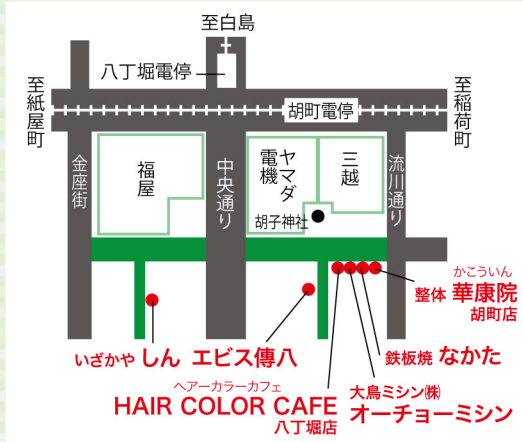 至白島
八丁堀電停
至紙屋町
胡町電停
至稲荷町
金座街
福屋
中央通り
ヤマダ
電機
三越
流川通り
胡子神社
かこういん
整体 華康院
胡町店
いざかや しん
エビス傳八
鉄板焼 なかた
ヘアーカラーカフェ
HAIR COLOR CAFE
八丁堀店
大鳥ミシン㈱
オーチョーミシン